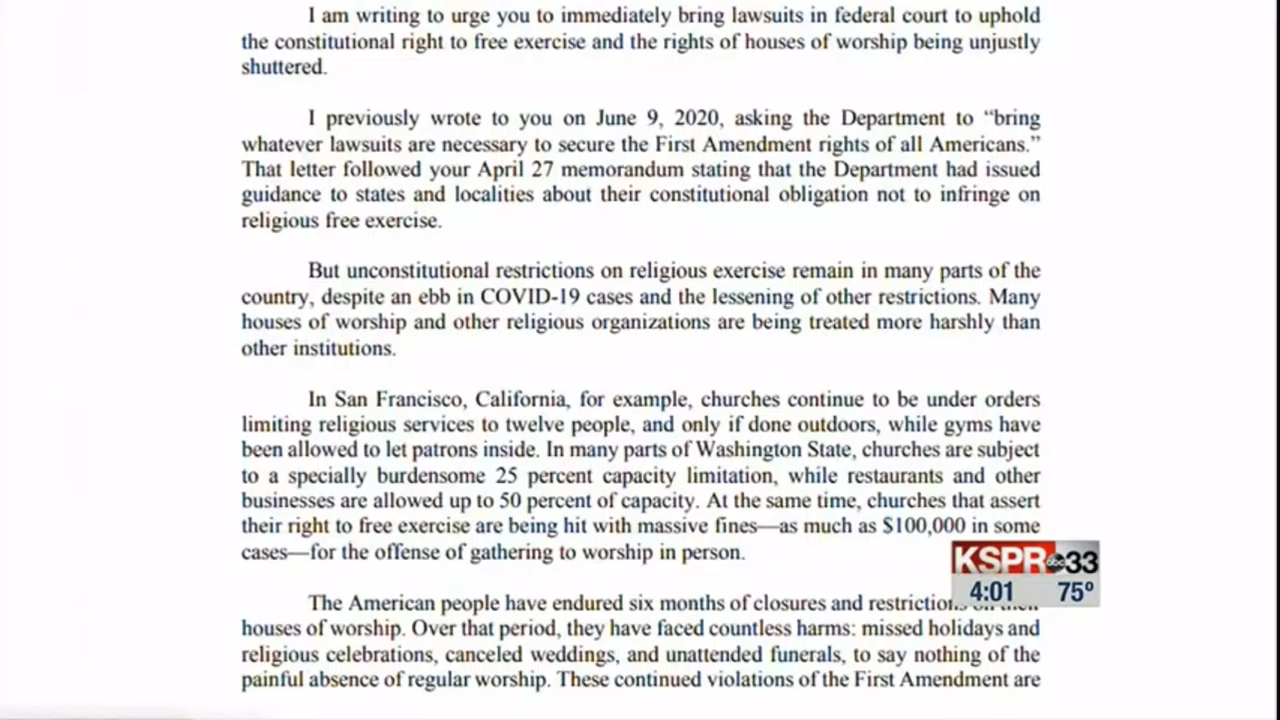 I am writing to urge you to immediately bring lawsuits in federal court to uphold
the constitutional right to free exercise and the rights of houses of worship being unjustly
shuttered.
I previously wrote to you on June 9, 2020, asking the Department to “bring
whatever lawsuits are necessary to secure the First Amendment rights of all Americans.”
That letter followed your April 27 memorandum stating that the Department had issued
guidance to states and localities about their constitutional obligation not to infringe on
religious free exercise.
But unconstitutional restrictions on religious exercise remain in many parts of the
country, despite an ebb in COVID-19 cases and the lessening of other restrictions. Many
houses of worship and other religious organizations are being treated more harshly than
other institutions.
In San Francisco, California, for example, churches continue to be under orders
limiting religious services to twelve people, and only if done outdoors, while gyms have
been allowed to let patrons inside. In many parts of Washington State, churches are subject
to a specially burdensome 25 percent capacity limitation, while restaurants and other
businesses are allowed up to 50 percent of capacity. At the same time, churches that assert
their right to free exercise are being hit with massive fines—as much as $100,000 in some
cases—for the offense of gathering to worship in person.
KSPR abc 33
4:01 75°
The American people have endured six months of closures and
houses of worship. Over that period, they have faced countless harms: missed holidays and
religious celebrations, canceled weddings, and unattended funerals, to say nothing of the
painful absence of regular worship. These continued violations of the First Amendment are